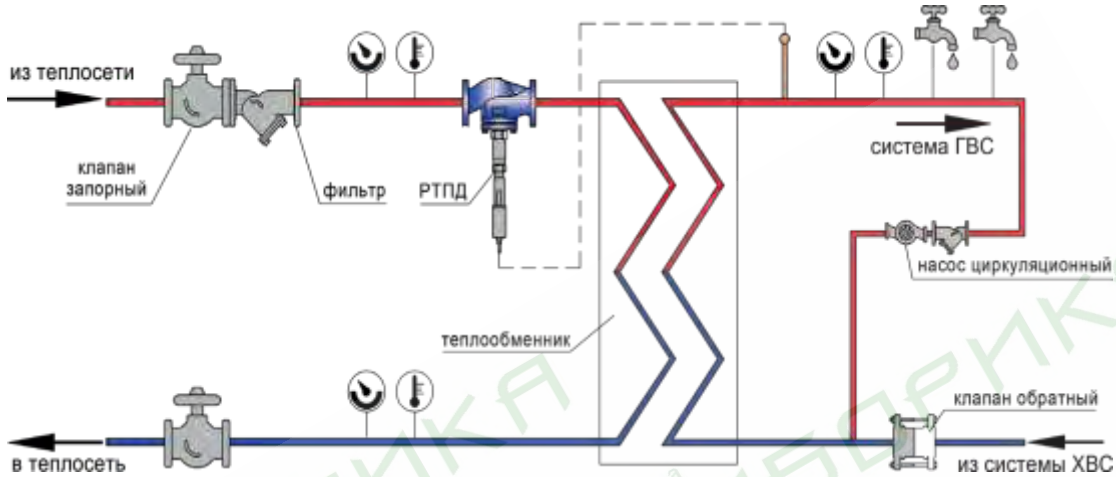 из теплосети
клапан
запорный
фильтр
РТПД
система ГВС
насос циркуляционный
теплообменник
клапан обратный
в теплосеть
из системы ХВС